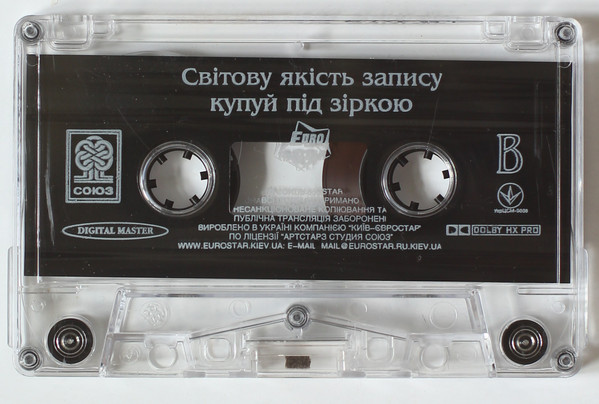 Світову якість запису
купуй під зіркою
EURO
B
СОЮЗ
НЕСАНКЦІОНОВАНЕ КОПІЮВАННЯ ТА
ПУБЛІЧНА ТРАНСЛЯЦІЯ ЗАБОРОНЕНІ
ВИРОБЛЕНО В УКРАЇНІ КОМПАНІЄЮ "КИЇВ-ЄВРОСТАР"
ПО ЛІЦЕНЗІЇ "АРТСТАРЗ СТУДИЯ СОЮЗ"
WWW.EUROSTAR.KIEV.UA: E-MAIL MAIL@EUROSTAR.RU.KIEV.UA
DIGITAL MASTER
DOLBY HX PRO